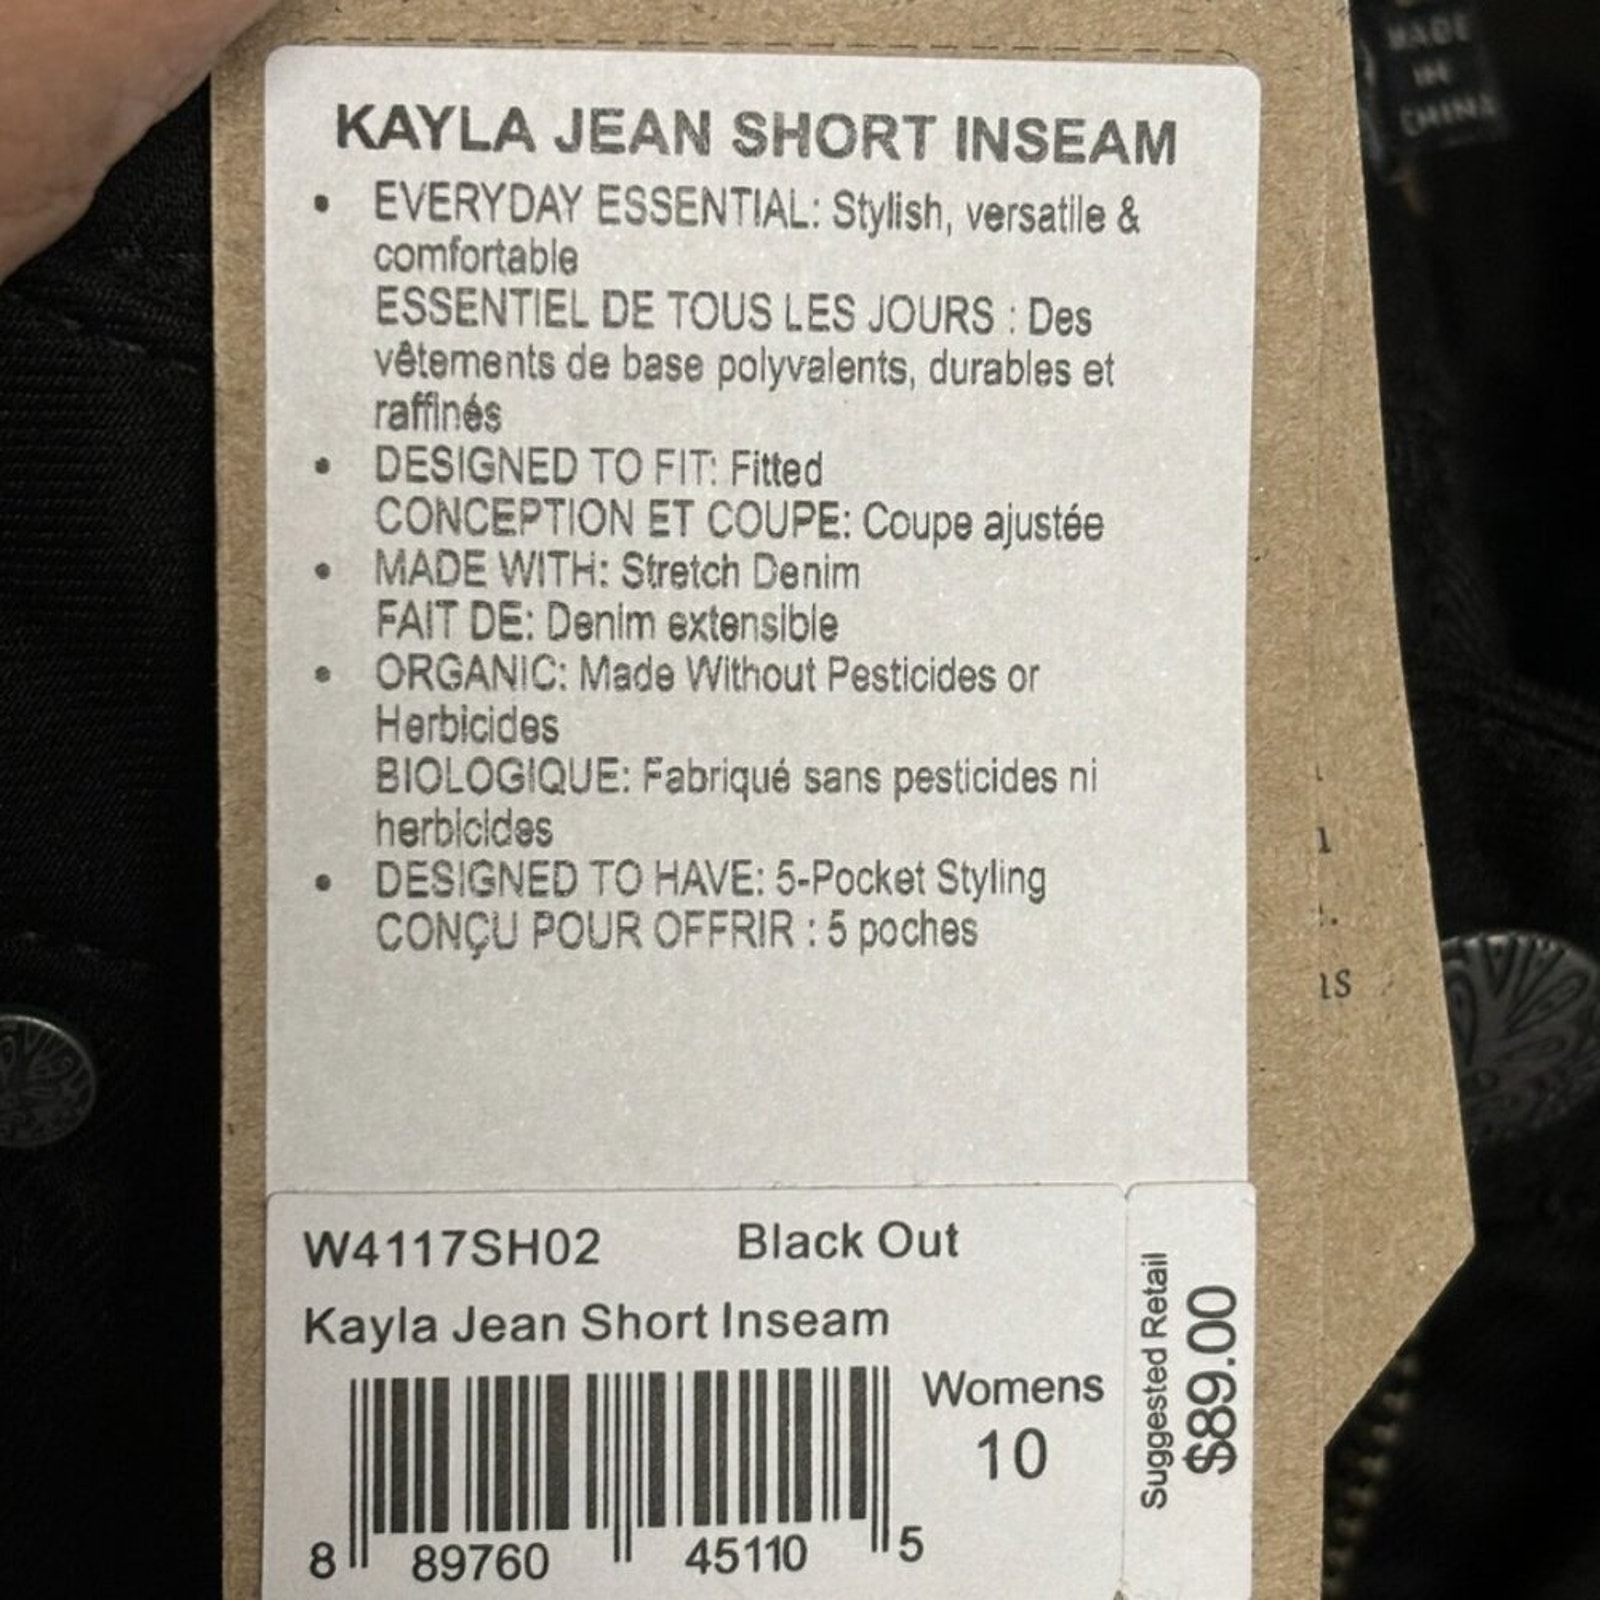 MADE
IN
CHINA
KAYLA JEAN SHORT INSEAM
• EVERYDAY ESSENTIAL: Stylish, versatile &
comfortable
ESSENTIEL DE TOUS LES JOURS : Des
vêtements de base polyvalents, durables et
raffinés
• DESIGNED TO FIT: Fitted
CONCEPTION ET COUPE: Coupe ajustée
• MADE WITH: Stretch Denim
FAIT DE: Denim extensible
• ORGANIC: Made Without Pesticides or
Herbicides
BIOLOGIQUE: Fabriqué sans pesticides ni
herbicides
• DESIGNED TO HAVE: 5-Pocket Styling
CONÇU POUR OFFRIR : 5 poches
W4117SH02 Black Out
Kayla Jean Short Inseam
Womens
10
8 89760 45110 5
Suggested Retail
$89.00